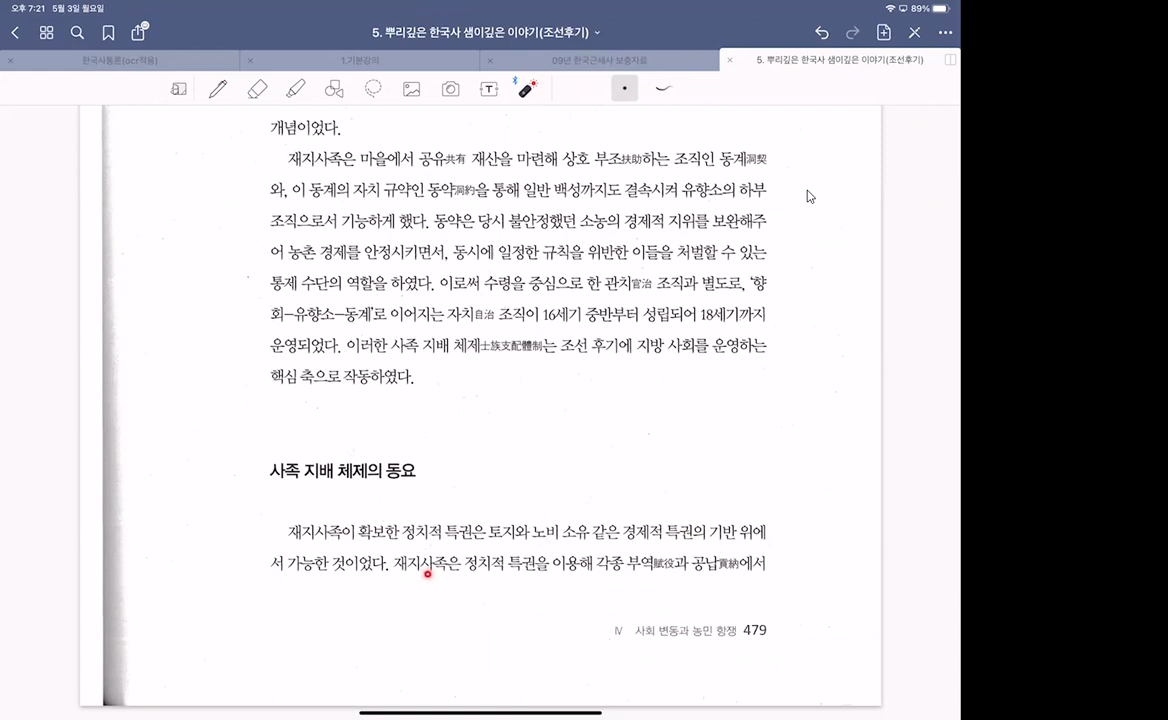 오후 7:21 5월 3일 월요일
89%
5. 뿌리깊은 한국사 샘이깊은 이야기(조선후기)
한국사통론(ocr적용)
1.기본강의
09년 한국근세사 보충자료
5. 뿌리깊은 한국사 샘이깊은 이야기(조선후기)
개념이었다.
재지사족은 마을에서 공유共有 재산을 마련해 상호 부조扶助하는 조직인 동계洞契
와, 이 동계의 자치 규약인 동약洞約을 통해 일반 백성까지도 결속시켜 유향소의 하부
조직으로서 기능하게 했다. 동약은 당시 불안정했던 소농의 경제적 지위를 보완해주
어 농촌 경제를 안정시키면서, 동시에 일정한 규칙을 위반한 이들을 처벌할 수 있는
통제 수단의 역할을 하였다. 이로써 수령을 중심으로 한 관치官治 조직과 별도로, ‘향
회–유향소–동계’로 이어지는 자치自治 조직이 16세기 중반부터 성립되어 18세기까지
운영되었다. 이러한 사족 지배 체제士族支配體制는 조선 후기에 지방 사회를 운영하는
핵심 축으로 작동하였다.
사족 지배 체제의 동요
재지사족이 확보한 정치적 특권은 토지와 노비 소유 같은 경제적 특권의 기반 위에
서 가능한 것이었다. 재지사족은 정치적 특권을 이용해 각종 부역賦役과 공납貢納에서
Ⅳ 사회 변동과 농민 항쟁 479